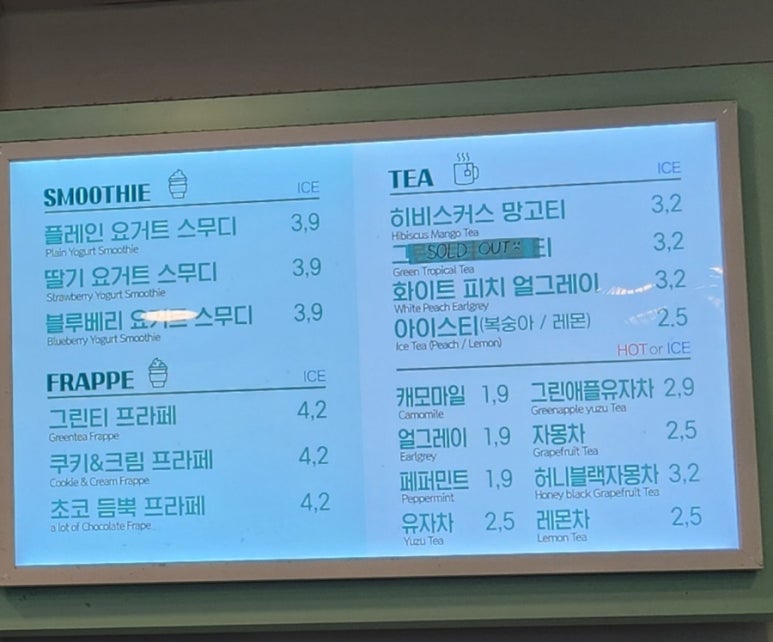 SMOOTHIE ICE
플레인 요거트 스무디 3,9
Plain Yogurt Smoothie
딸기 요거트 스무디 3,9
Strawberry Yogurt Smoothie
블루베리 요거트 스무디 3,9
Blueberry Yogurt Smoothie
FRAPPE ICE
그린티 프라페 4,2
Greentea Frappe
쿠키&크림 프라페 4,2
Cookie & Cream Frappe
초코 듬뿍 프라페 4,2
a lot of Chocolate Frape
TEA ICE
히비스커스 망고티 3,2
Hibiscus Mango Tea
SOLD OUT 3,2
Green Tropical Tea
화이트 피치 얼그레이 3,2
White Peach Earlgrey
아이스티(복숭아 / 레몬) 2.5
Ice Tea (Peach / Lemon)
HOT or ICE
캐모마일 1,9 그린애플유자차 2,9
Camomile Greenapple yuzu Tea
얼그레이 1,9 자몽차 2,5
Earlgrey Grapefruit Tea
페퍼민트 1,9 허니블랙자몽차 3,2
Peppermint Honey black Grapefruit Tea
유자차 2,5 레몬차 2,5
Yuzu Tea Lemon Tea